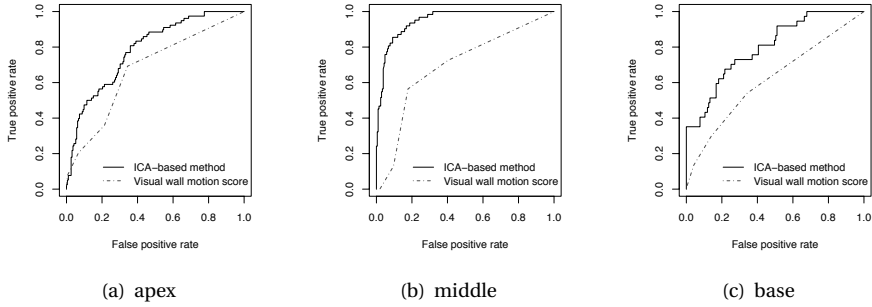 True positive rate
0.0 0.2 0.4 0.6 0.8 1.0
ICA−based method
Visual wall motion score
0.0 0.2 0.4 0.6 0.8 1.0
False positive rate
(a) apex
True positive rate
0.0 0.2 0.4 0.6 0.8 1.0
ICA−based method
Visual wall motion score
0.0 0.2 0.4 0.6 0.8 1.0
False positive rate
(b) middle
True positive rate
0.0 0.2 0.4 0.6 0.8 1.0
ICA−based method
Visual wall motion score
0.0 0.2 0.4 0.6 0.8 1.0
False positive rate
(c) base